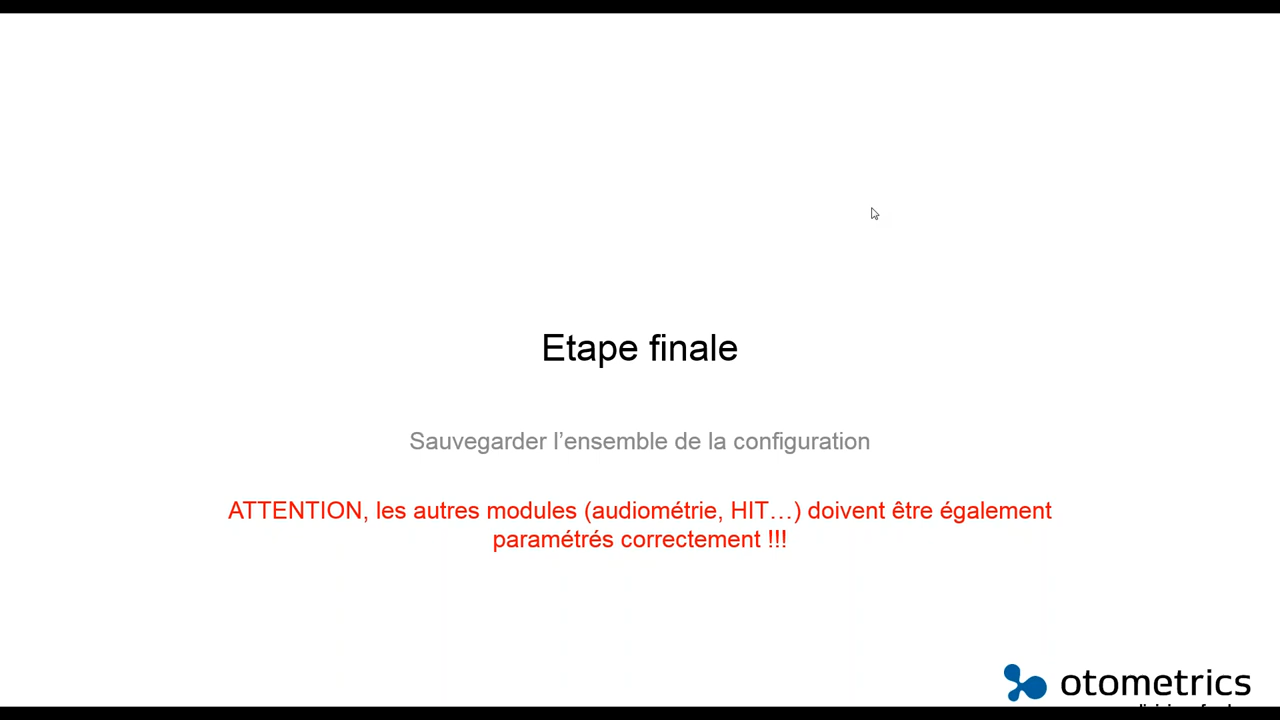 Etape finale
Sauvegarder l’ensemble de la configuration
ATTENTION, les autres modules (audiométrie, HIT…) doivent être également
paramétrés correctement !!!
otometrics